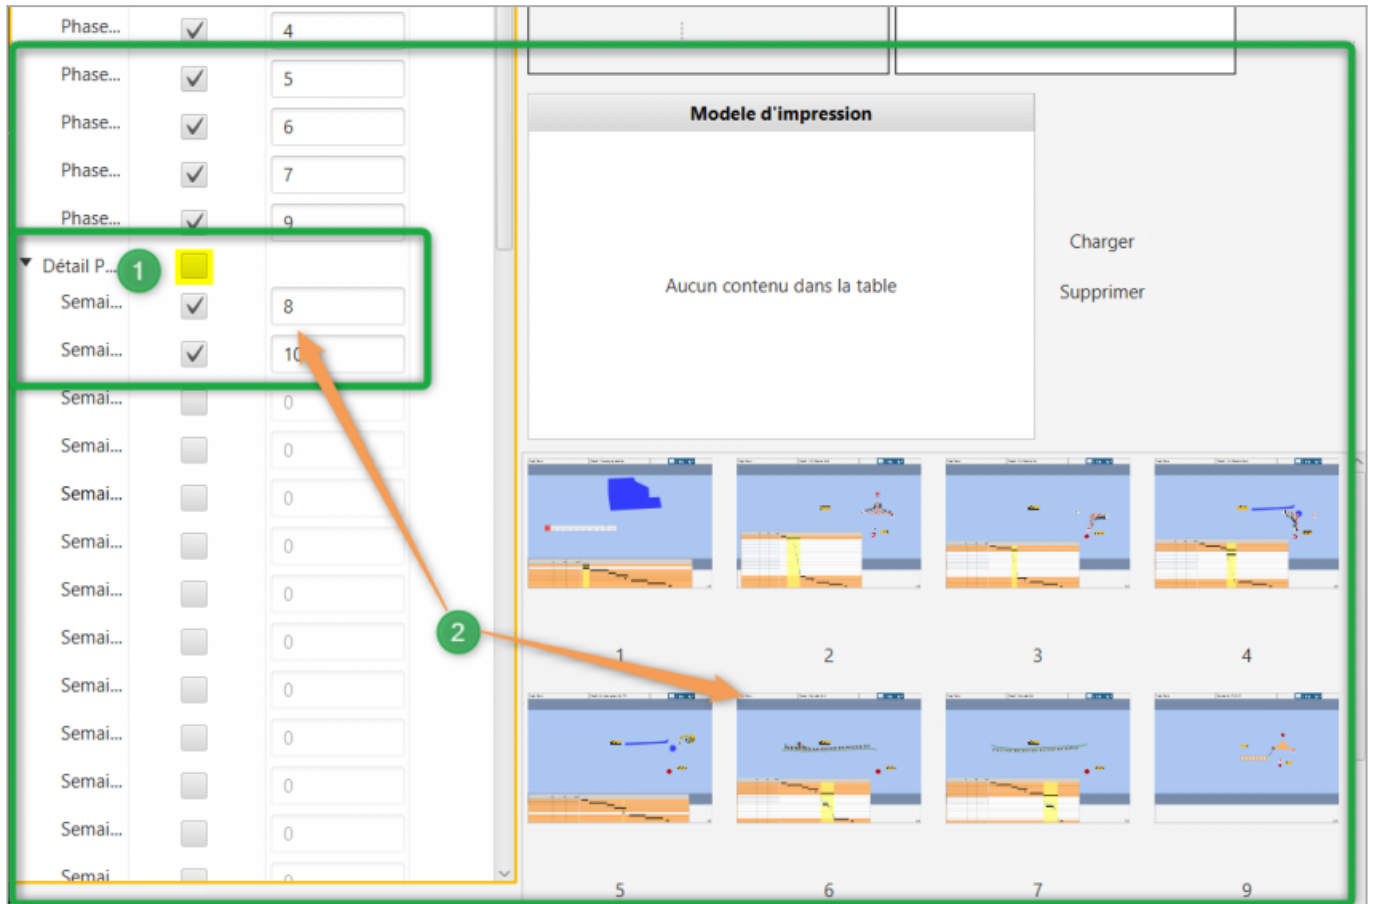 Phase... 4
Phase... 5
Phase... 6
Phase... 7
Phase... 9
Détail P... 1
Semai... 8
Semai... 10
Semai... 0
Semai... 0
Semai... 0
Semai... 0
Semai... 0
Semai... 0
Semai... 0
Semai... 0
Semai... 0
Semai... 0
Semai
2
Modele d'impression
Aucun contenu dans la table
Charger
Supprimer
1 2 3 4
5 6 7 9